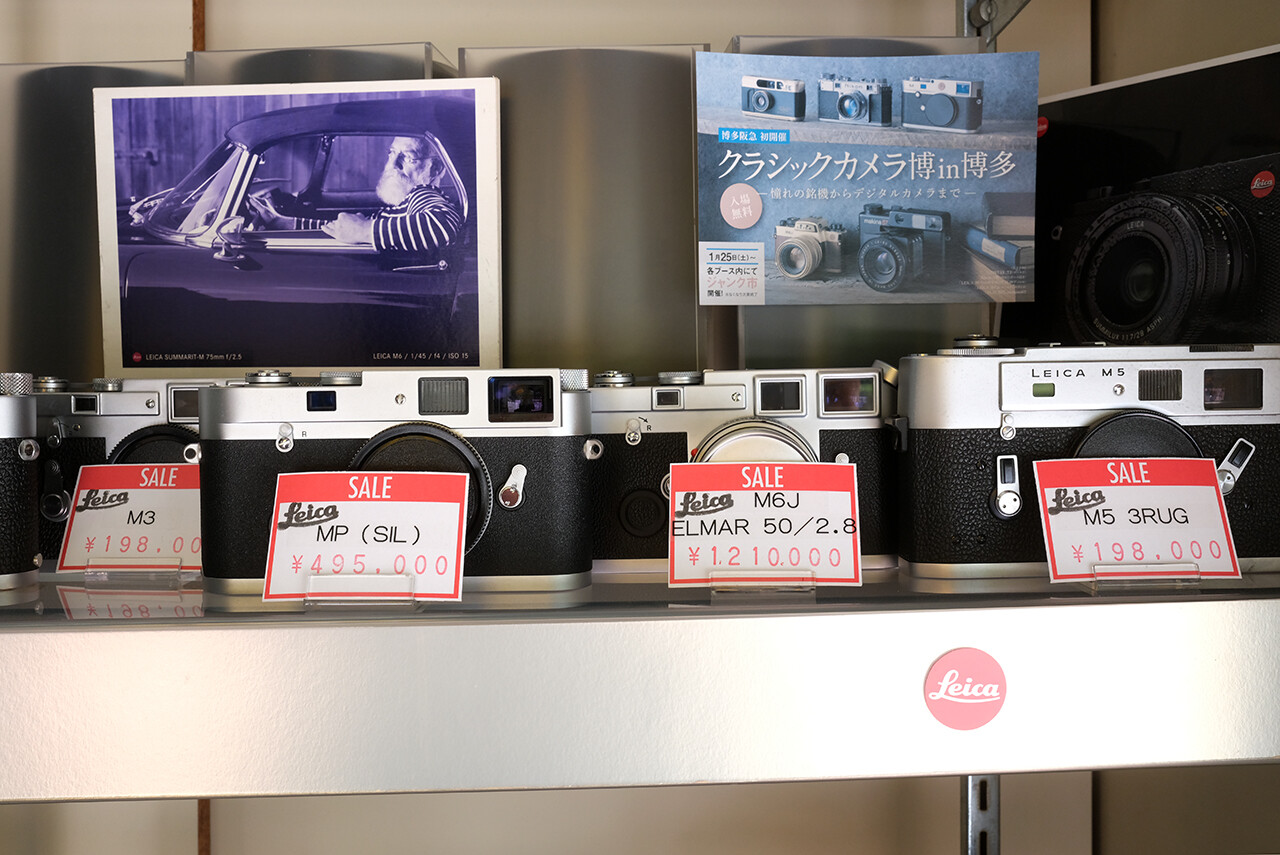 LEICA SUMMARIT-M 75mm f/2.5
LEICA M6 / 1/45 / f4 / ISO 15
博多阪急 初開催
クラシックカメラ博in博多
―憧れの銘機からデジタルカメラまで―
入場
無料
1月25日(土)~
各ブース内にて
ジャンク市
開催!
Leica
LEICA
LEICA M5
R
R
SALE
Leica
M3
¥198,00
SALE
Leica
MP (SIL)
¥495,000
SALE
Leica
M6J
ELMAR 50/2.8
¥1,210,000
SALE
Leica
M5 3RUG
¥198,000
Leica